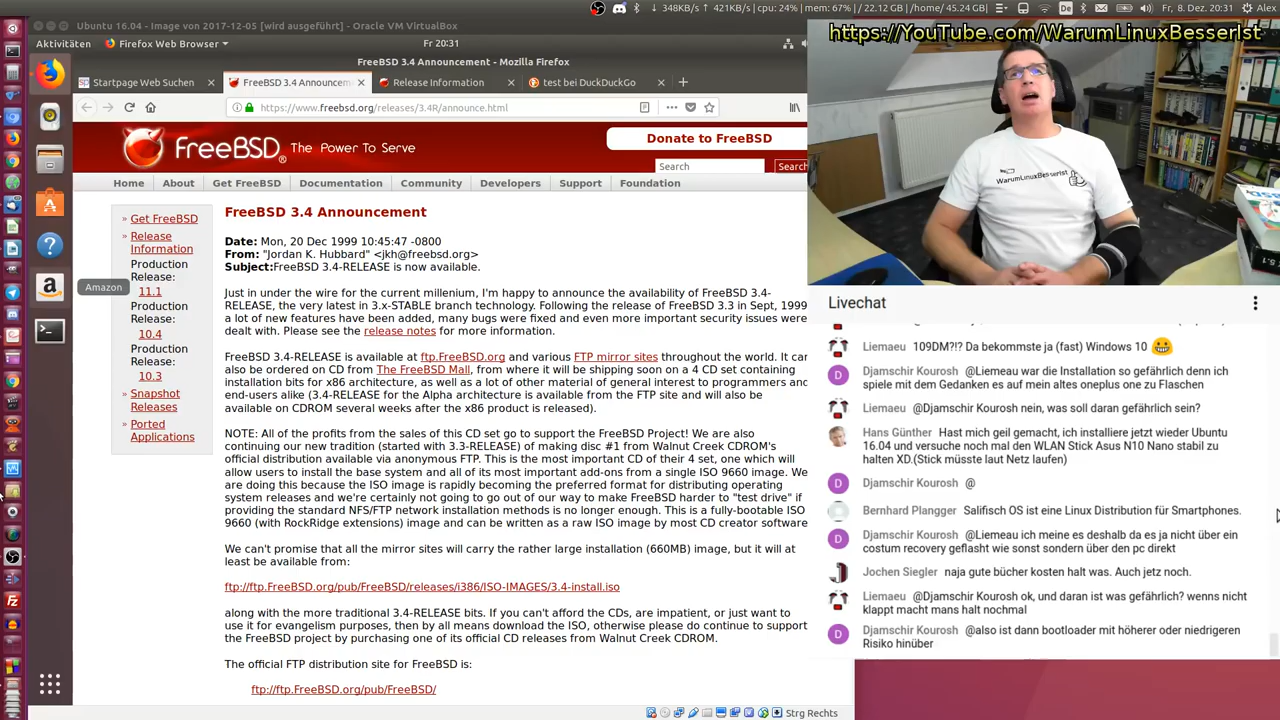 Ubuntu 16.04 - Image von 2017-12-05 [wird ausgeführt] - Oracle VM VirtualBox
348KB/s 421KB/s cpu: 24% mem: 57% // 22.12 GB /home/45.24 GB De Fr, 8. Dez, 20:31 Alex
https://YouTube.com/WarumLinuxBesserIst
Aktivitäten Firefox Web Browser Fr 20:31
FreeBSD 3.4 Announcement - Mozilla Firefox
Startpage Web Suchen FreeBSD 3.4 Announcem Release Information test bei DuckDuckGo
https://www.freebsd.org/releases/3.4R/announce.html
FreeBSD The Power To Serve
Donate to FreeBSD
Search Search
Home About Get FreeBSD Documentation Community Developers Support Foundation
Get FreeBSD
Release
Information
Production
Release:
11.1
Production
Release:
10.4
Production
Release:
10.3
Snapshot
Releases
Ported
Applications
Amazon
FreeBSD 3.4 Announcement
Date: Mon, 20 Dec 1999 10:45:47 -0800
From: "Jordan K. Hubbard" <jkh@freebsd.org>
Subject:FreeBSD 3.4-RELEASE is now available.
Just in under the wire for the current millenium, I'm happy to announce the availability of FreeBSD 3.4-
RELEASE, the very latest in 3.x-STABLE branch technology. Following the release of FreeBSD 3.3 in Sept, 1999
a lot of new features have been added, many bugs were fixed and even more important security issues were
dealt with. Please see the release notes for more information.
FreeBSD 3.4-RELEASE is available at ftp.FreeBSD.org and various FTP mirror sites throughout the world. It can
also be ordered on CD from The FreeBSD Mall, from where it will be shipping soon on a 4 CD set containing
installation bits for x86 architecture, as well as a lot of other material of general interest to programmers and
end-users alike (3.4-RELEASE for the Alpha architecture is available from the FTP site and will also be
available on CDROM several weeks after the x86 product is released).
NOTE: All of the profits from the sales of this CD set go to support the FreeBSD Project! We are also
continuing our new tradition (started with 3.3-RELEASE) of making disc #1 from Walnut Creek CDROM's
official distribution available via anonymous FTP. This is the most important CD of their 4 set, one which will
allow users to install the base system and all of its most important add-ons from a single ISO 9660 image. We
are doing this because the ISO image is rapidly becoming the preferred format for distributing operating
system releases and we're certainly not going to go out of our way to make FreeBSD harder to "test drive" if
providing the standard NFS/FTP network installation methods is no longer enough. This is a fully-bootable ISO
9660 (with RockRidge extensions) image and can be written as a raw ISO image by most CD creator software
We can't promise that all the mirror sites will carry the rather large installation (660MB) image, but it will at
least be available from:
ftp://ftp.FreeBSD.org/pub/FreeBSD/releases/i386/ISO-IMAGES/3.4-install.iso
along with the more traditional 3.4-RELEASE bits. If you can't afford the CDs, are impatient, or just want to
use it for evangelism purposes, then by all means download the ISO, otherwise please do continue to support
the FreeBSD project by purchasing one of its official CD releases from Walnut Creek CDROM.
The official FTP distribution site for FreeBSD is:
ftp://ftp.FreeBSD.org/pub/FreeBSD/
Strg Rechts
WarumLinuxBesserIst
Livechat
Liemaeu 109DM?!? Da bekommste ja (fast) Windows 10
Djamschir Kourosh @Liemeau war die Installation so gefährlich denn ich
spiele mit dem Gedanken es auf mein altes oneplus one zu Flaschen
Liemaeu @Djamschir Kourosh nein, was soll daran gefährlich sein?
Hans Günther Hast mich geil gemacht, ich installiere jetzt wieder Ubuntu
16.04 und versuche noch mal den WLAN Stick Asus N10 Nano stabil zu
halten XD.(Stick müsste laut Netz laufen)
Djamschir Kourosh @
Bernhard Plangger Salifisch OS ist eine Linux Distribution für Smartphones.
Djamschir Kourosh @Liemeau ich meine es deshalb da es ja nicht über ein
costum recovery geflasht wie sonst sondern über den pc direkt
Jochen Siegler naja gute bücher kosten halt was. Auch jetz noch.
Liemaeu @Djamschir Kourosh ok, und daran ist was gefährlich? wenns nicht
klappt macht mans halt nochmal
Djamschir Kourosh @also ist dann bootloader mit höherer oder niedrigeren
Risiko hinüber